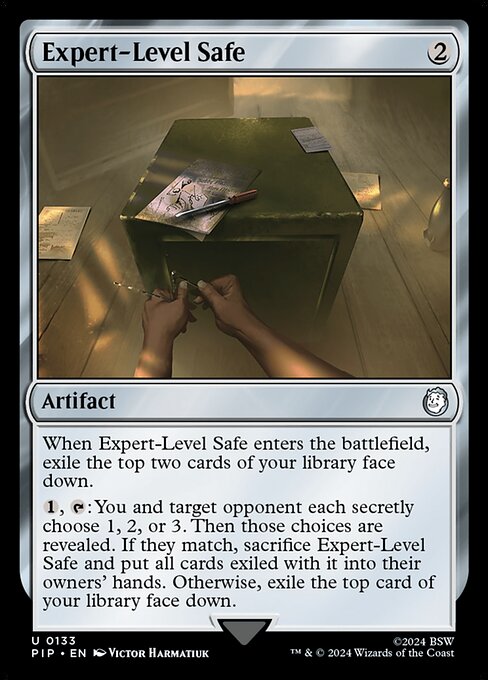 Expert-Level Safe
2
Artifact
When Expert-Level Safe enters the battlefield,
exile the top two cards of your library face
down.
1, : You and target opponent each secretly
choose 1, 2, or 3. Then those choices are
revealed. If they match, sacrifice Expert-Level
Safe and put all cards exiled with it into their
owners' hands. Otherwise, exile the top card of
your library face down.
U 0133
PIP • EN Victor Harmatiuk
©2024 BSW
™ & © 2024 Wizards of the Coast